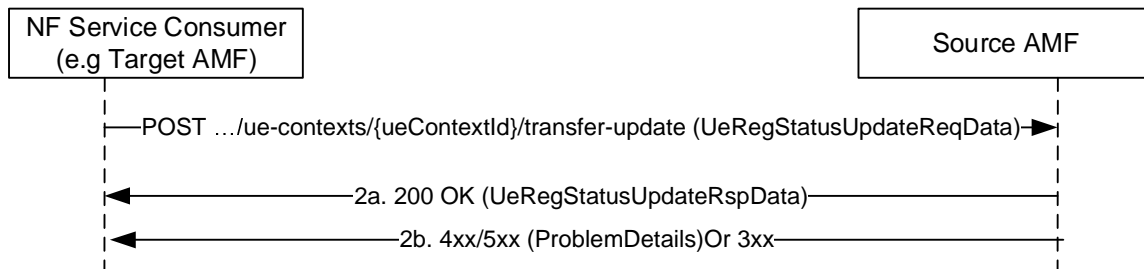 NF Service Consumer
(e.g Target AMF)
Source AMF
POST …/ue-contexts/{ueContextId}/transfer-update (UeRegStatusUpdateReqData)
2a. 200 OK (UeRegStatusUpdateRspData)
2b. 4xx/5xx (ProblemDetails)Or 3xx